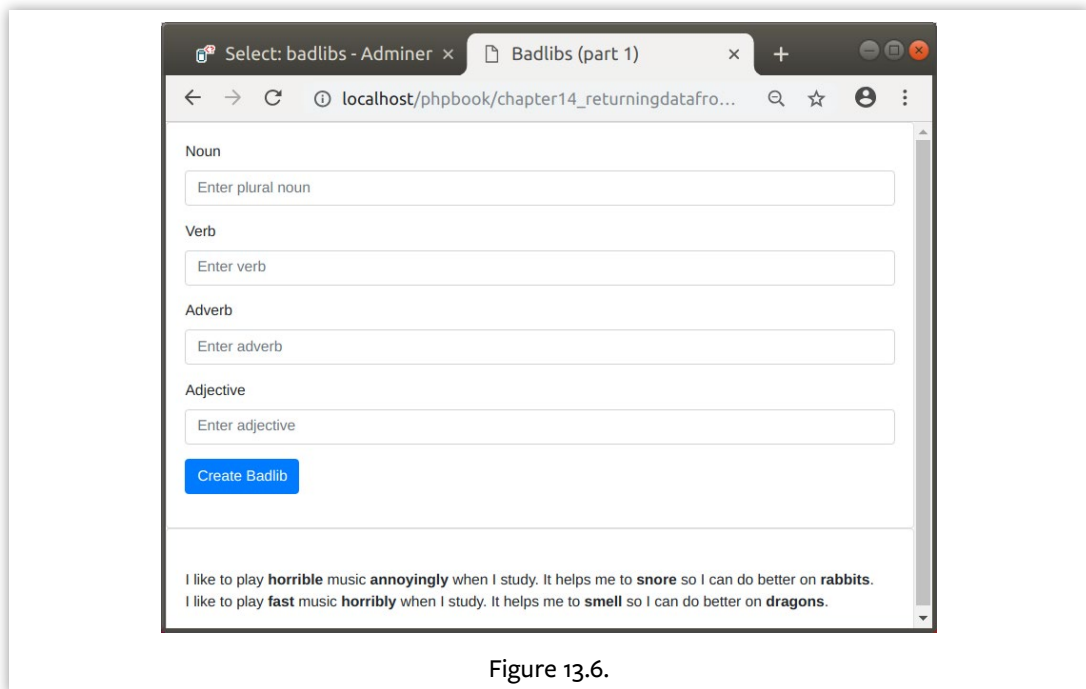 Select: badlibs - Adminer
Badlibs (part 1)
localhost/phpbook/chapter14_returningdatafro...
Noun
Enter plural noun
Verb
Enter verb
Adverb
Enter adverb
Adjective
Enter adjective
Create Badlib
I like to play horrible music annoyingly when I study. It helps me to snore so I can do better on rabbits.
I like to play fast music horribly when I study. It helps me to smell so I can do better on dragons.
Figure 13.6.